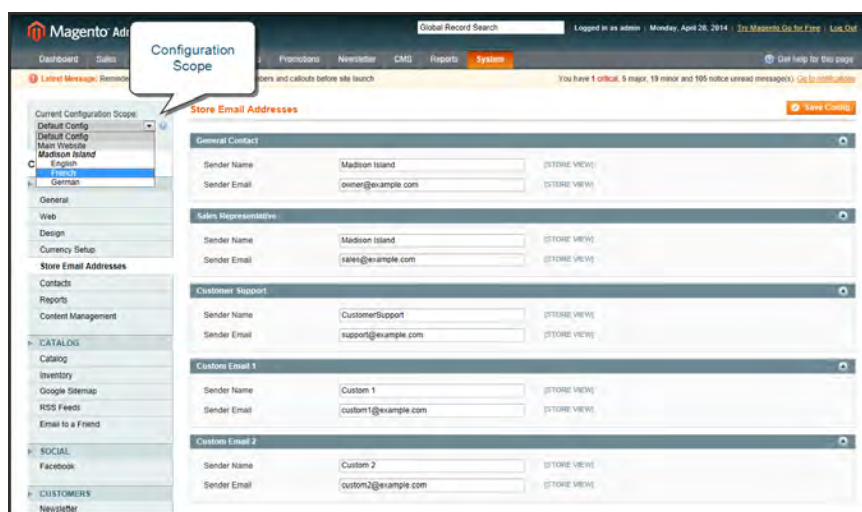 Magento Adm
Global Record Search
Logged in as admin | Monday, April 28, 2014 | Try Magento Go for Free | Log Out
Configuration
Scope
Dashboard Sales Promotions Newsletter CMS Reports System
Get help for this page
Latest Message: Reminde
bers and callouts before site launch
You have 1 critical, 5 major, 19 minor and 105 notice unread message(s). Go to notifications
Current Configuration Scope:
Default Config
Default Config
Main Website
Madison Island
English
French
German
C
General
Web
Design
Currency Setup
Store Email Addresses
Contacts
Reports
Content Management
CATALOG
Catalog
Inventory
Google Sitemap
RSS Feeds
Email to a Friend
SOCIAL
Facebook
CUSTOMERS
Newsletter
Store Email Addresses
Save Config
General Contact
Sender Name Madison Island [STORE VIEW]
Sender Email owner@example.com [STORE VIEW]
Sales Representative
Sender Name Madison Island [STORE VIEW]
Sender Email sales@example.com [STORE VIEW]
Customer Support
Sender Name CustomerSupport [STORE VIEW]
Sender Email support@example.com [STORE VIEW]
Custom Email 1
Sender Name Custom 1 [STORE VIEW]
Sender Email custom1@example.com [STORE VIEW]
Custom Email 2
Sender Name Custom 2 [STORE VIEW]
Sender Email custom2@example.com [STORE VIEW]